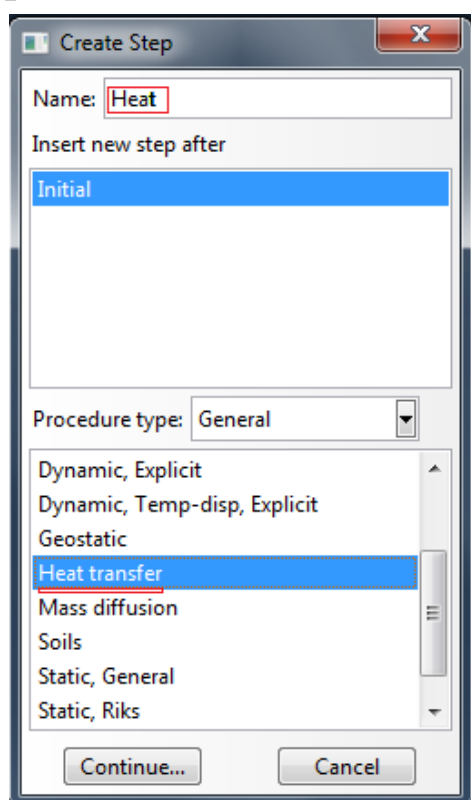 Create Step
Name: Heat
Insert new step after
Initial
Procedure type: General
Dynamic, Explicit
Dynamic, Temp-disp, Explicit
Geostatic
Heat transfer
Mass diffusion
Soils
Static, General
Static, Riks
Continue... Cancel